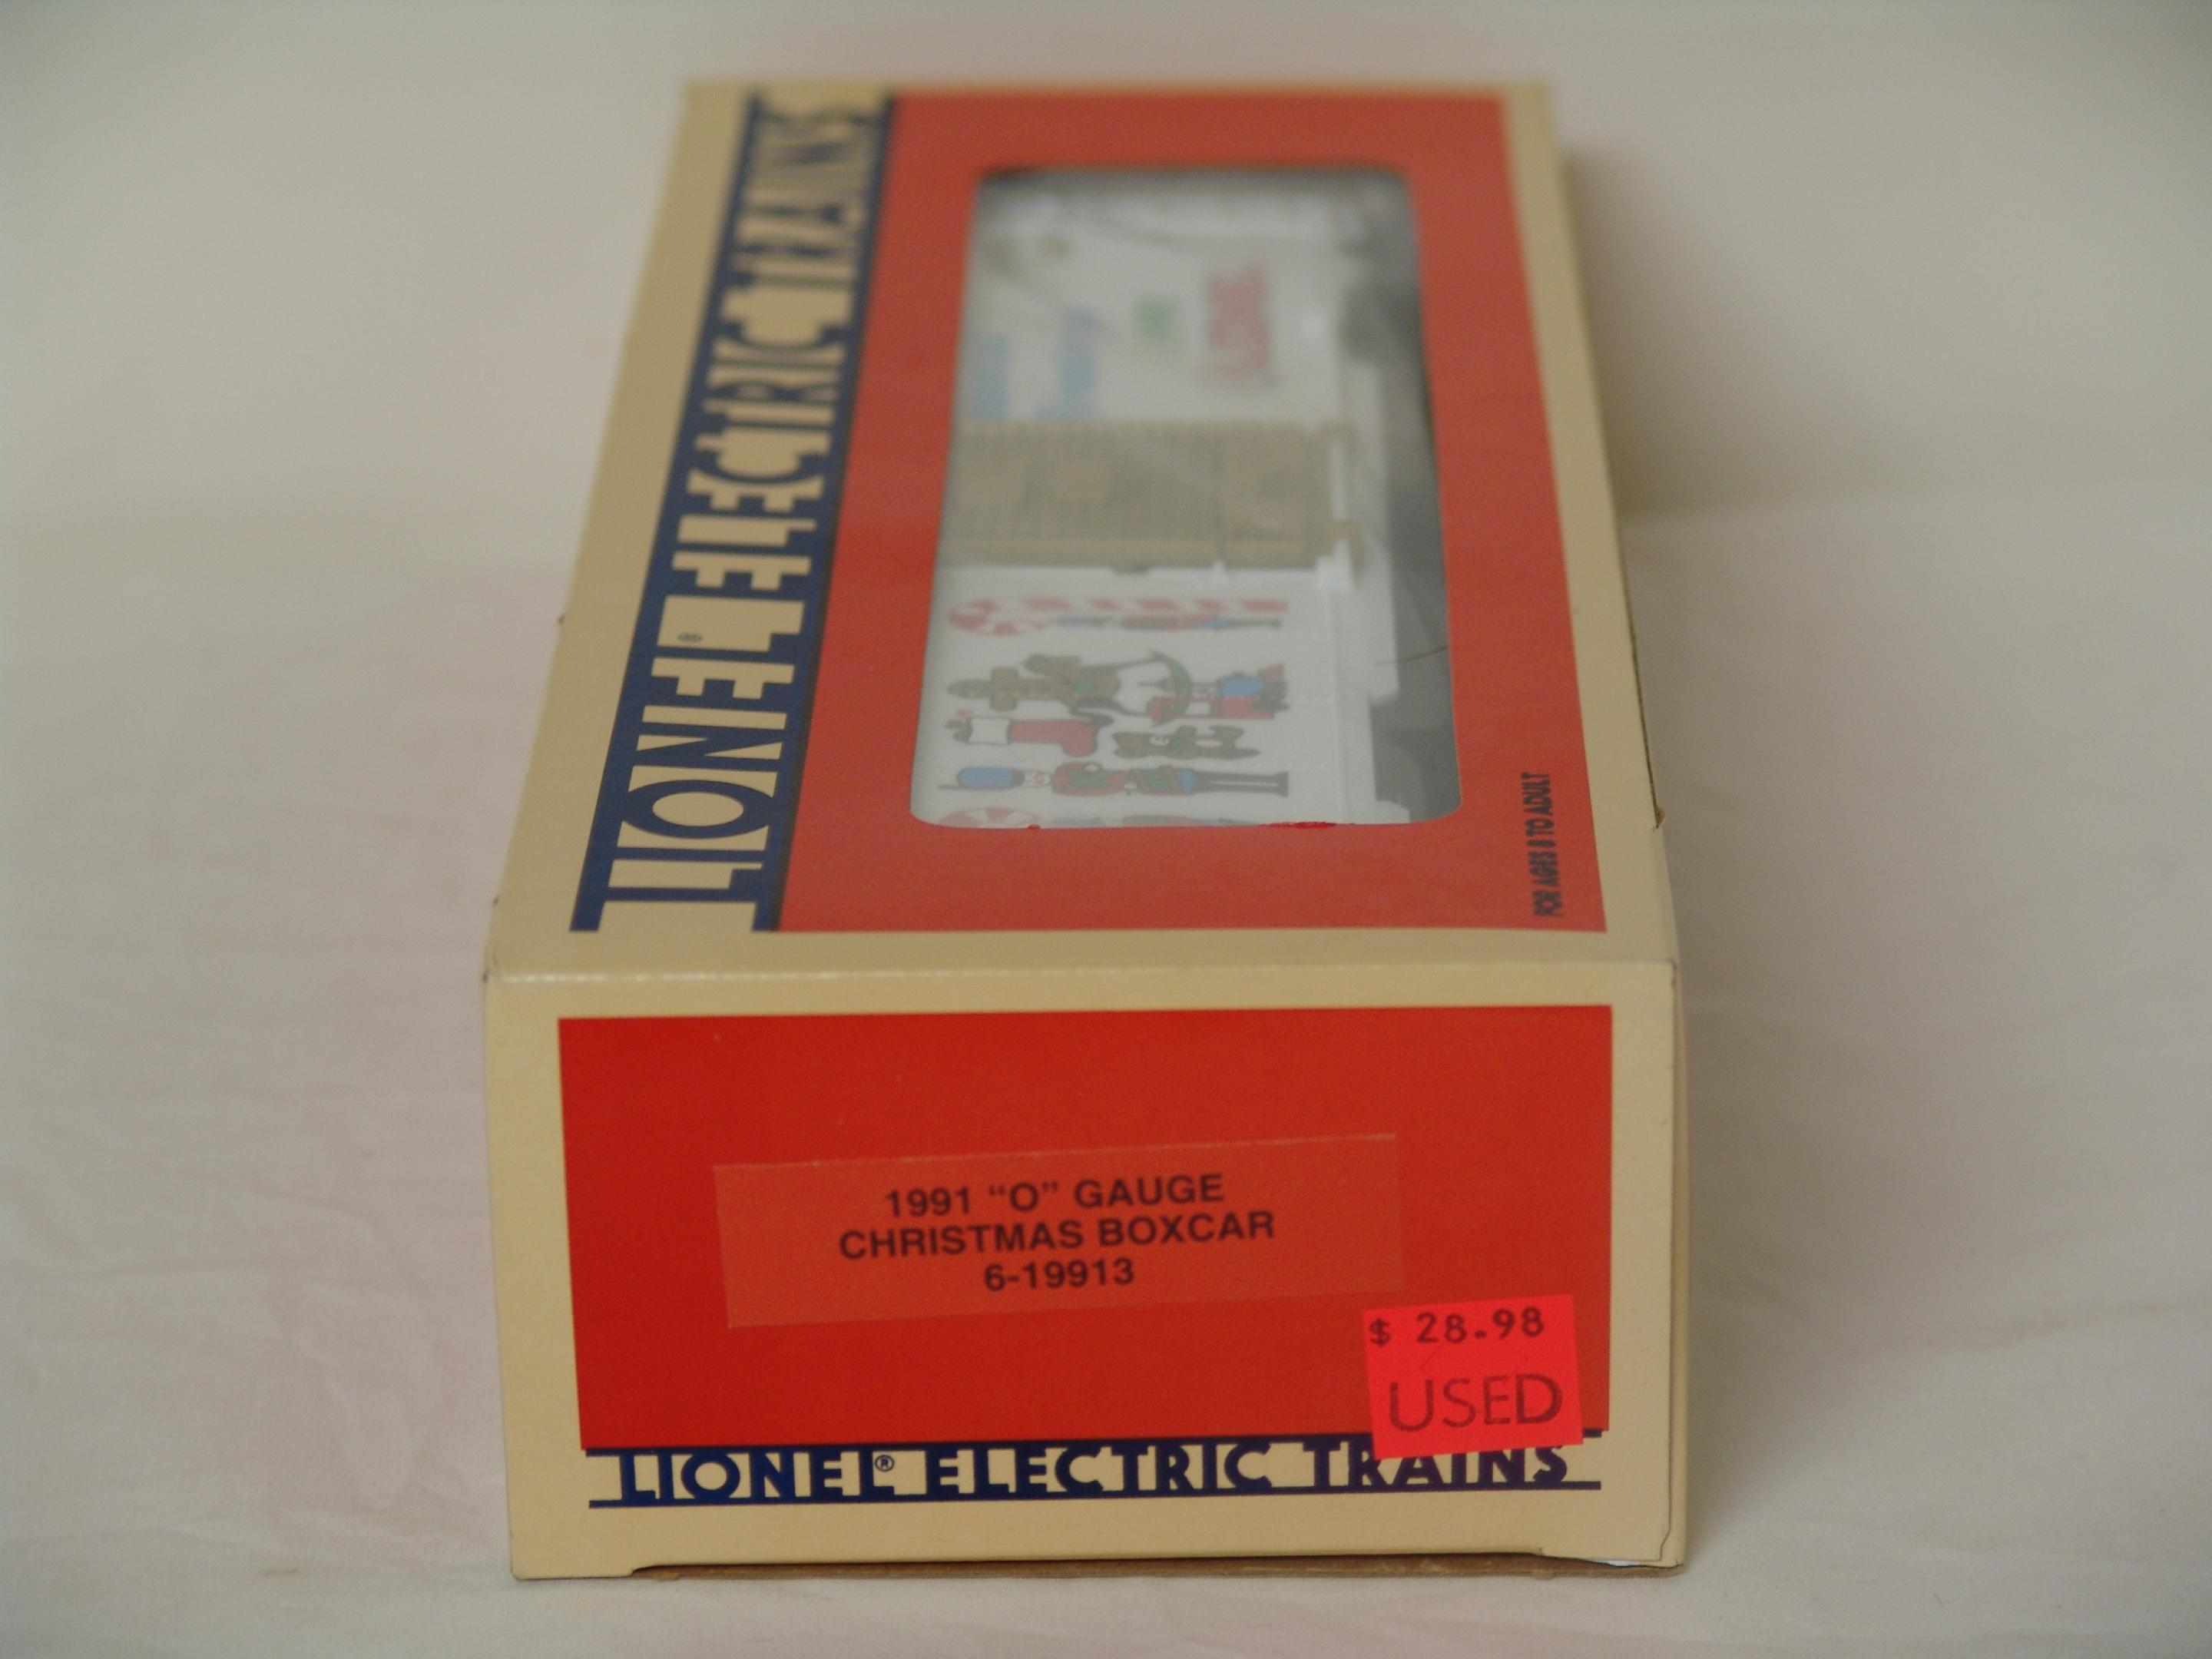 LIONEL® ELECTRIC TRAINS
FOR AGES 8 TO ADULT
1991 “O” GAUGE
CHRISTMAS BOXCAR
6-19913
$ 28.98
USED
LIONEL® ELECTRIC TRAINS